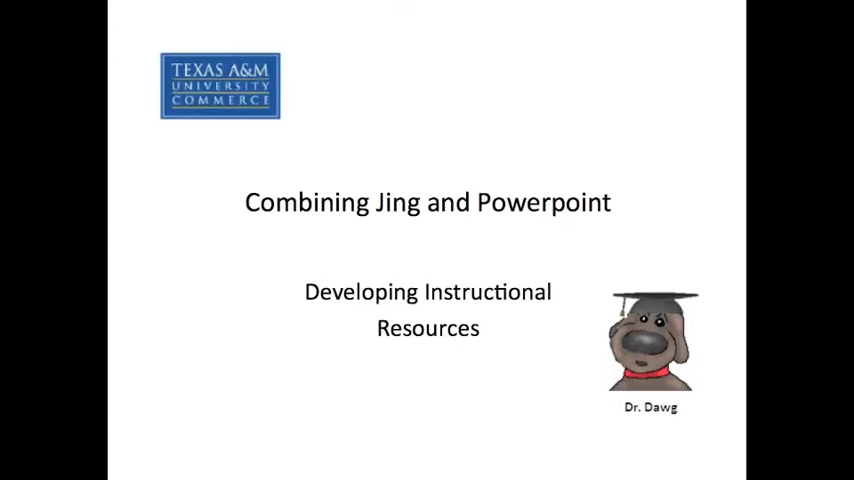 TEXAS A&M
UNIVERSITY
COMMERCE
Combining Jing and Powerpoint
Developing Instructional
Resources
Dr. Dawg